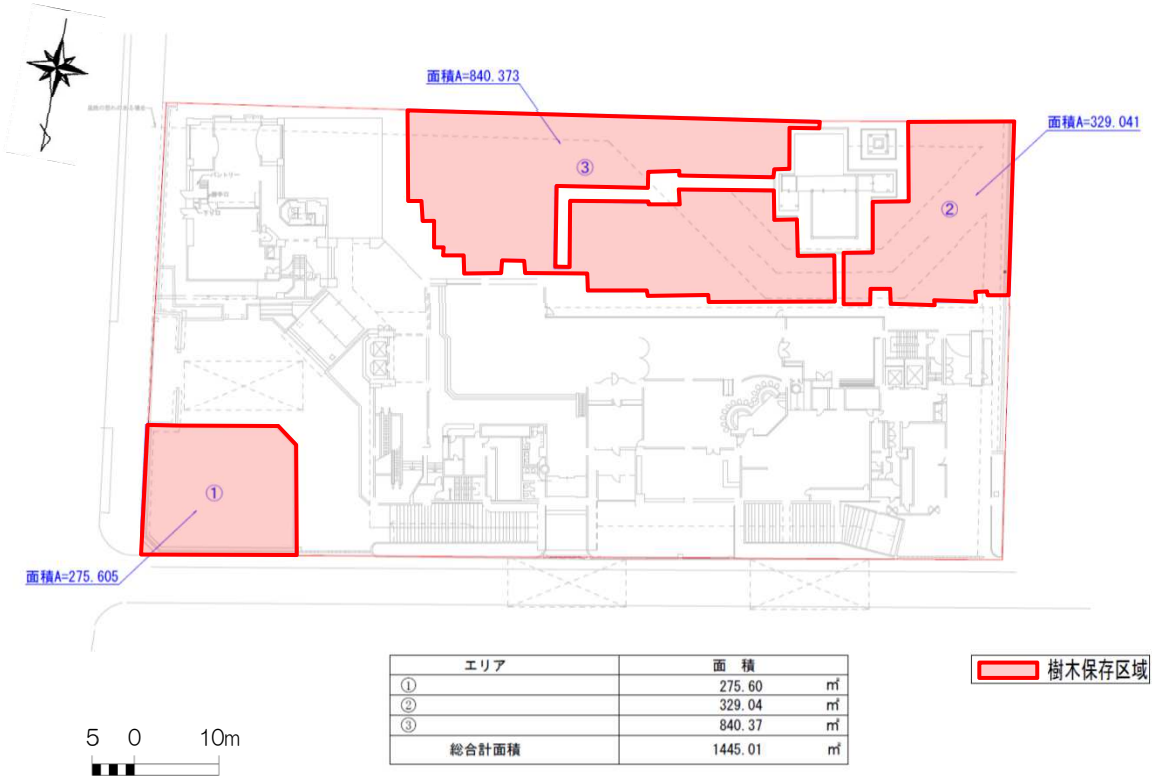 面積A=840.373
面積A=329.041
パントリー
③
②
①
面積A=275.605
エリア 面 積
① 275.60 ㎡
② 329.04 ㎡
③ 840.37 ㎡
総合計面積 1445.01 ㎡
樹木保存区域
5 0 10m